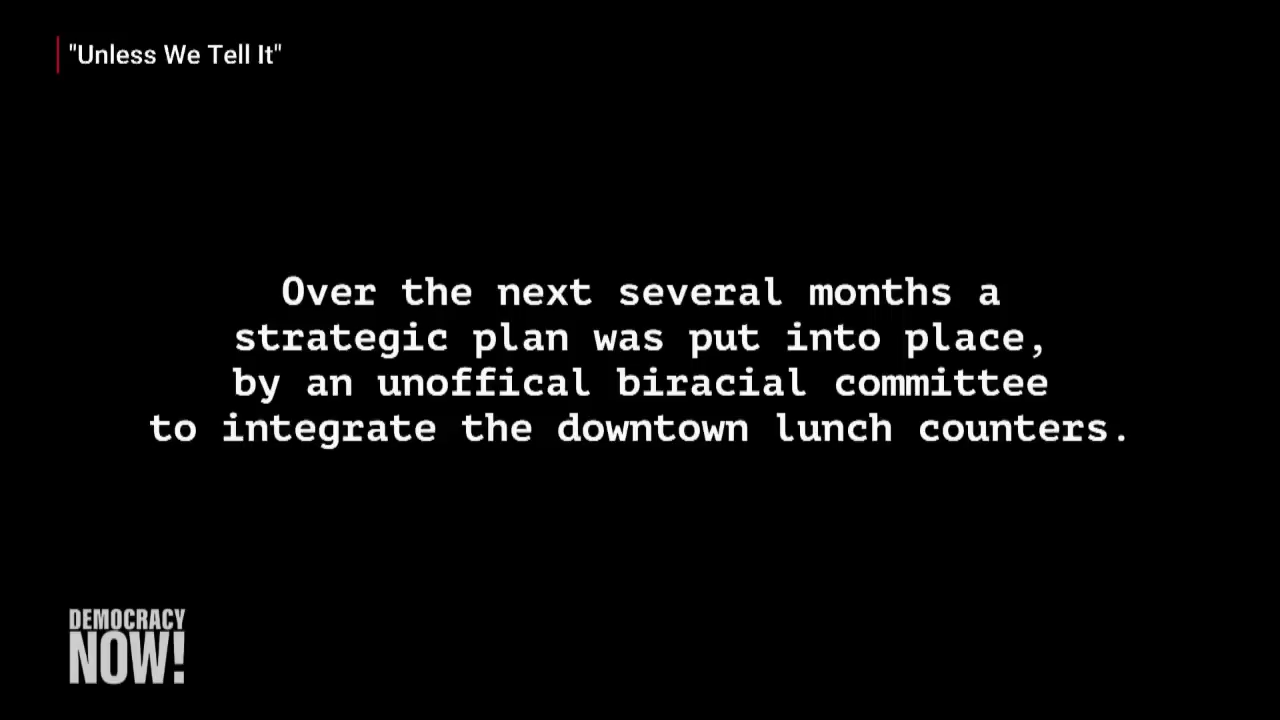 "Unless We Tell It"
Over the next several months a
strategic plan was put into place,
by an unoffical biracial committee
to integrate the downtown lunch counters.
DEMOCRACY
NOW!